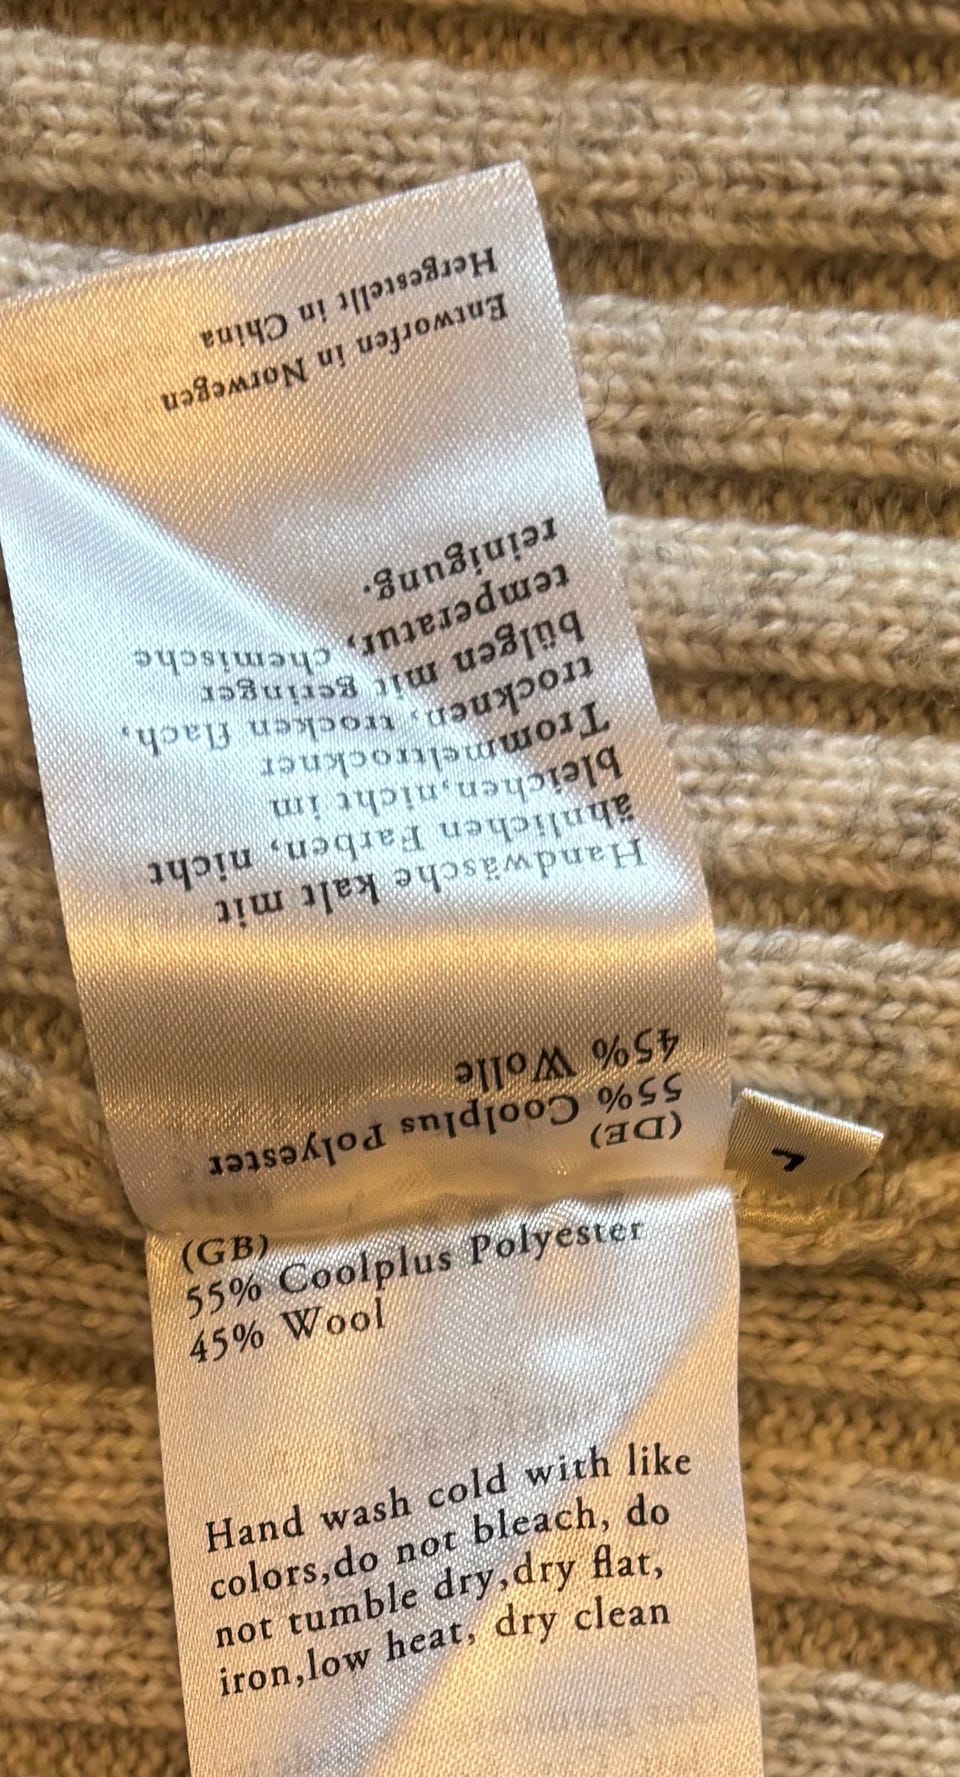 (GB)
55% Coolplus Polyester
45% Wool
Hand wash cold with like
colors,do not bleach, do
not tumble dry,dry flat,
iron,low heat, dry clean
(DE)
55% Coolplus Polyester
45% Wolle
Handwäsche kalt mit
ähnlichen Farben, nicht
bleichen,nicht im
Trommeltrockner
trocknen, trocken flach,
bülgen mit geringer
temperatur, chemische
reinigung.
Entworfen in Norwegen
Hergestellt in China
L